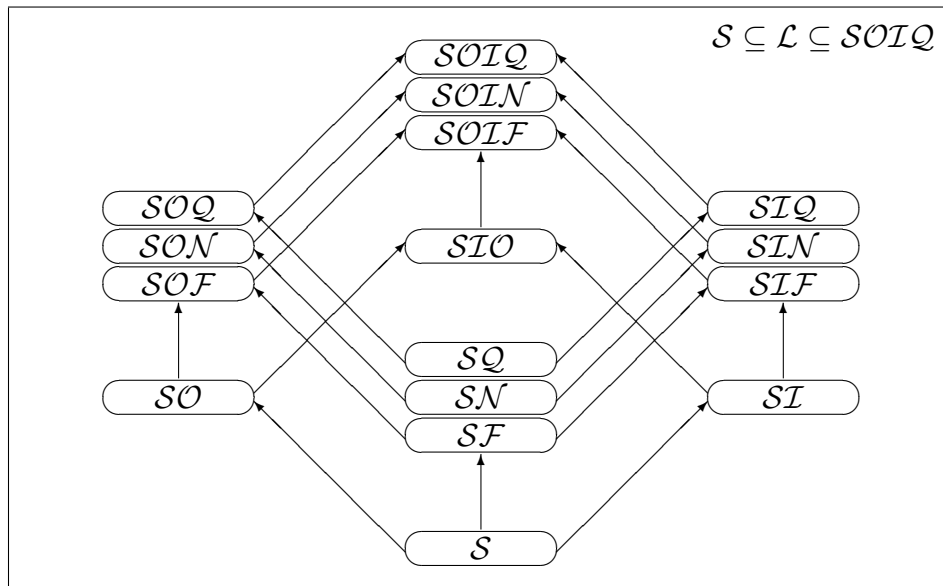 𝒮 ⊆ ℒ ⊆ 𝒮𝒪ℐ𝒬
𝒮𝒪ℐ𝒬
𝒮𝒪ℐ𝒩
𝒮𝒪ℐℱ
𝒮𝒪𝒬
𝒮ℐ𝒬
𝒮𝒪𝒩
𝒮ℐ𝒪
𝒮ℐ𝒩
𝒮𝒪ℱ
𝒮ℐℱ
𝒮𝒬
𝒮𝒪
𝒮𝒩
𝒮ℐ
𝒮ℱ
𝒮